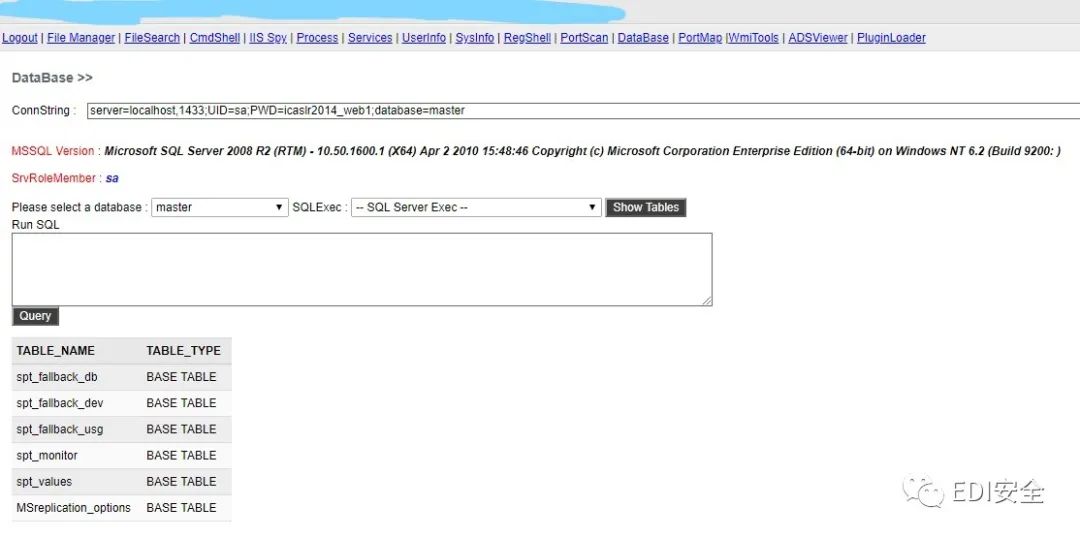 Logout | File Manager | FileSearch | CmdShell | IIS Spy | Process | Services | UserInfo | SysInfo | RegShell | PortScan | DataBase | PortMap |WmiTools | ADSViewer | PluginLoader
DataBase >>
ConnString : server=localhost,1433;UID=sa;PWD=icaslr2014_web1;database=master
MSSQL Version : Microsoft SQL Server 2008 R2 (RTM) - 10.50.1600.1 (X64) Apr 2 2010 15:48:46 Copyright (c) Microsoft Corporation Enterprise Edition (64-bit) on Windows NT 6.2 (Build 9200: )
SrvRoleMember : sa
Please select a database : master SQLExec : -- SQL Server Exec -- Show Tables
Run SQL
Query
TABLE_NAME TABLE_TYPE
spt_fallback_db BASE TABLE
spt_fallback_dev BASE TABLE
spt_fallback_usg BASE TABLE
spt_monitor BASE TABLE
spt_values BASE TABLE
MSreplication_options BASE TABLE
EDI安全